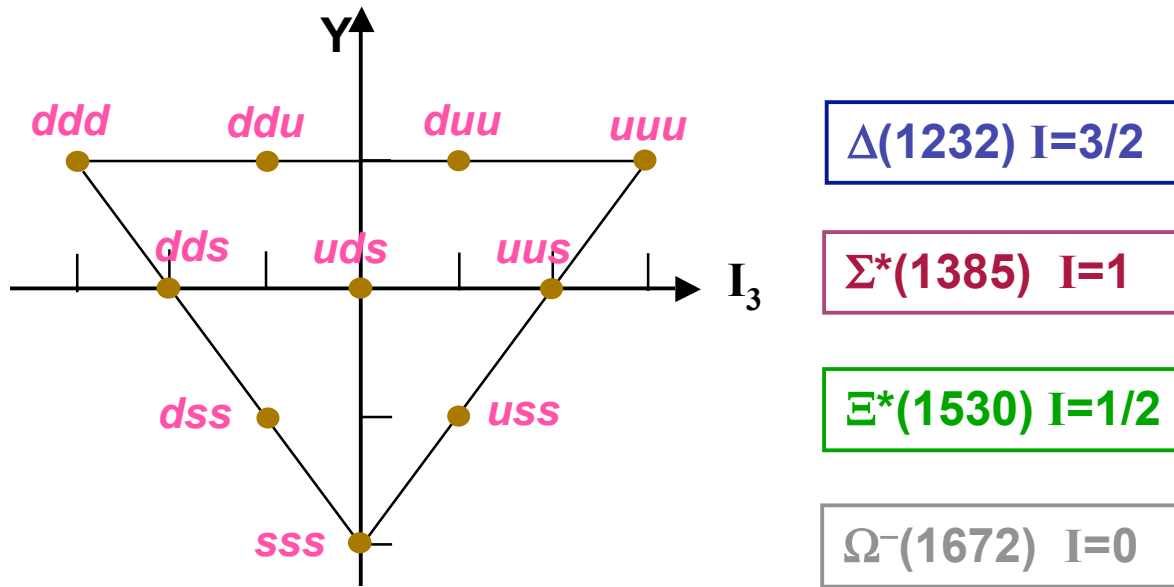 Y
ddd ddu duu uuu
Δ(1232) I=3/2
dds uds uus
Σ*(1385) I=1
I₃
dss uss
Ξ*(1530) I=1/2
sss
Ω⁻(1672) I=0